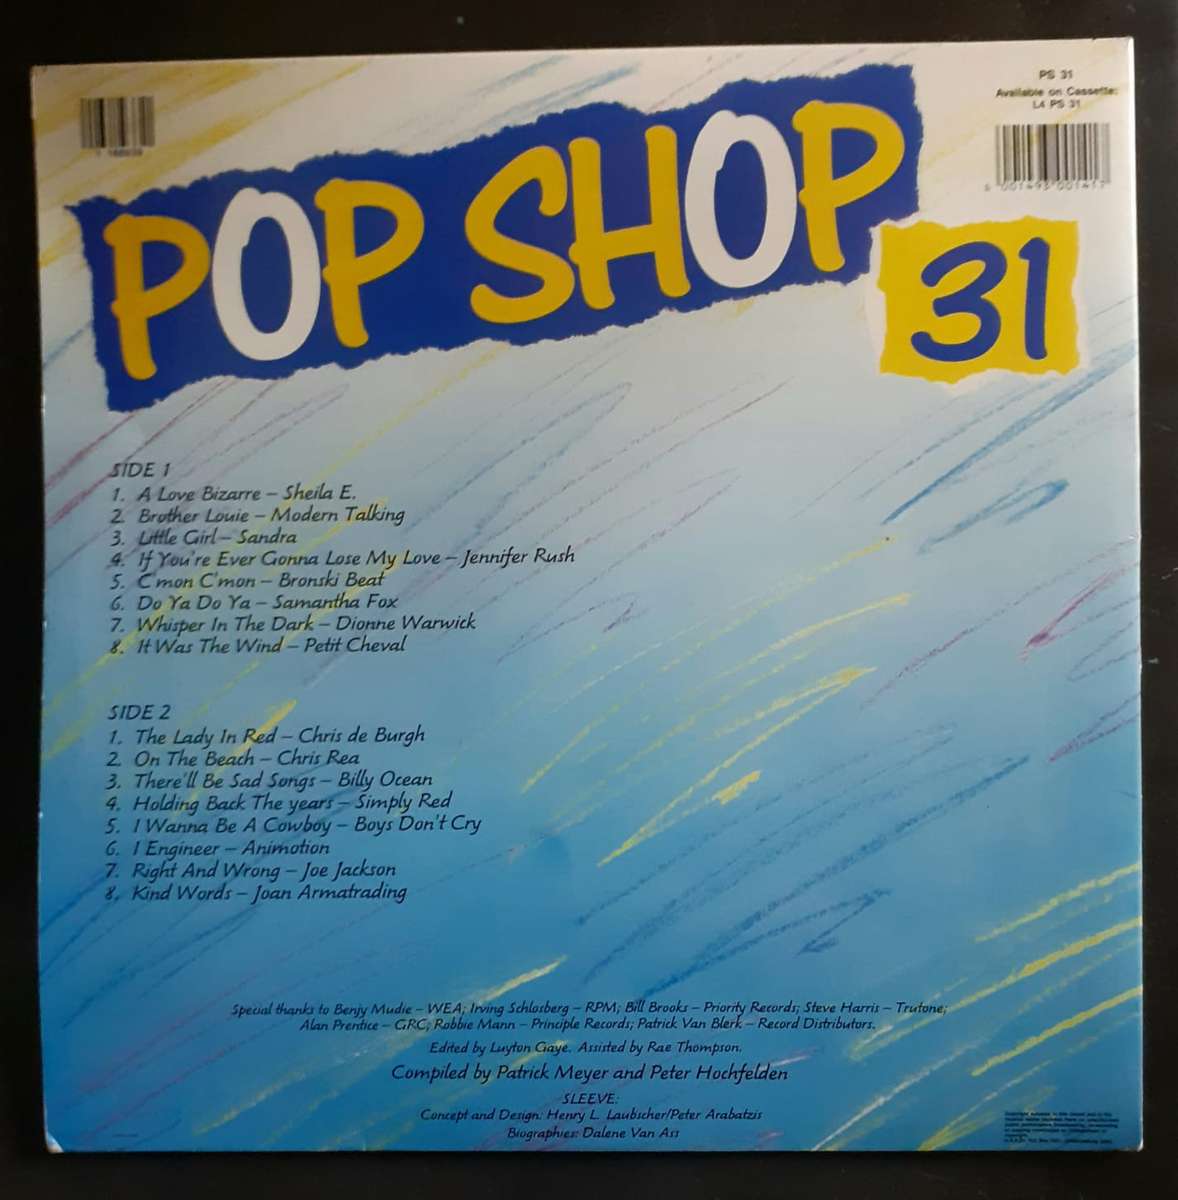 PS 31
Available on Cassette:
L4 PS 31
POP SHOP
31
SIDE 1
1. A Love Bizarre – Sheila E.
2. Brother Louie – Modern Talking
3. Little Girl – Sandra
4. If You're Ever Gonna Lose My Love – Jennifer Rush
5. C'mon C'mon – Bronski Beat
6. Do Ya Do Ya – Samantha Fox
7. Whisper In The Dark – Dionne Warwick
8. It Was The Wind – Petit Cheval
SIDE 2
1. The Lady In Red – Chris de Burgh
2. On The Beach – Chris Rea
3. There'll Be Sad Songs – Billy Ocean
4. Holding Back The years – Simply Red
5. I Wanna Be A Cowboy – Boys Don't Cry
6. I Engineer – Animotion
7. Right And Wrong – Joe Jackson
8. Kind Words – Joan Armatrading
Special thanks to Benjy Mudie – WEA; Irving Schlosberg – RPM; Bill Brooks – Priority Records; Steve Harris – Trutone;
Alan Prentice – GRC; Robbie Mann – Principle Records; Patrick Van Blerk – Record Distributors.
Edited by Luyton Gaye. Assisted by Rae Thompson.
Compiled by Patrick Meyer and Peter Hochfelden
SLEEVE:
Concept and Design: Henry L. Laubscher/Peter Arabatzis
Biographies: Dalene Van Ass